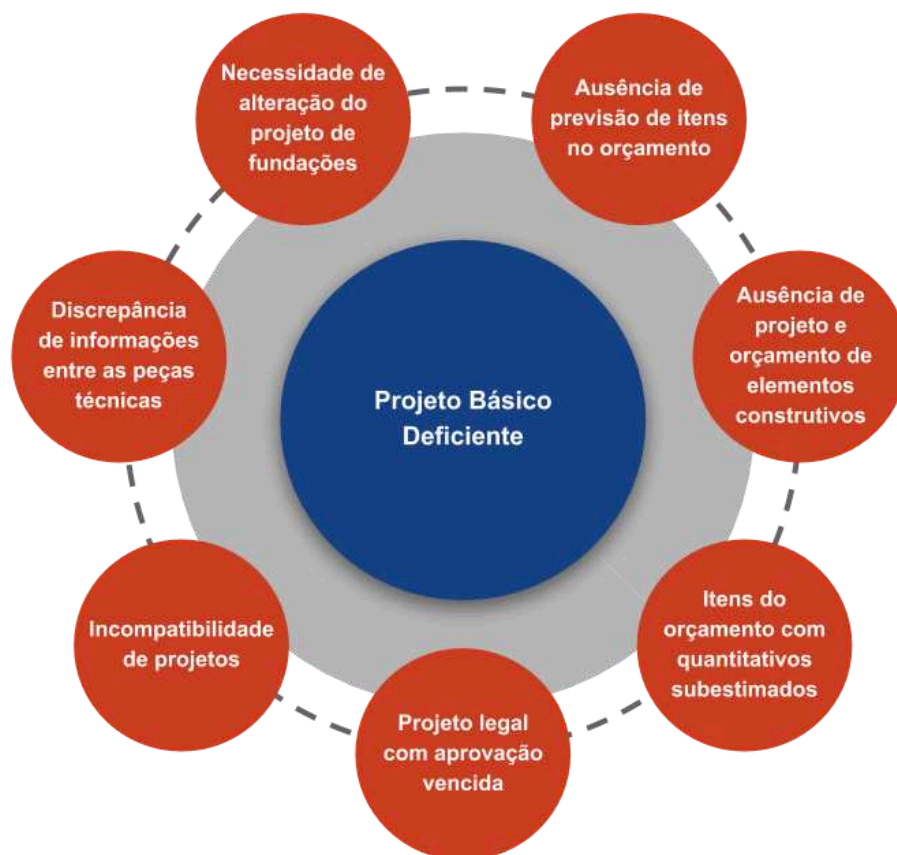 Necessidade de
alteração do
projeto de
fundações
Ausência de
previsão de itens
no orçamento
Discrepância
de informações
entre as peças
técnicas
Ausência de
projeto e
orçamento de
elementos
construtivos
Projeto Básico
Deficiente
Incompatibilidade
de projetos
Itens do
orçamento com
quantitativos
subestimados
Projeto legal
com aprovação
vencida